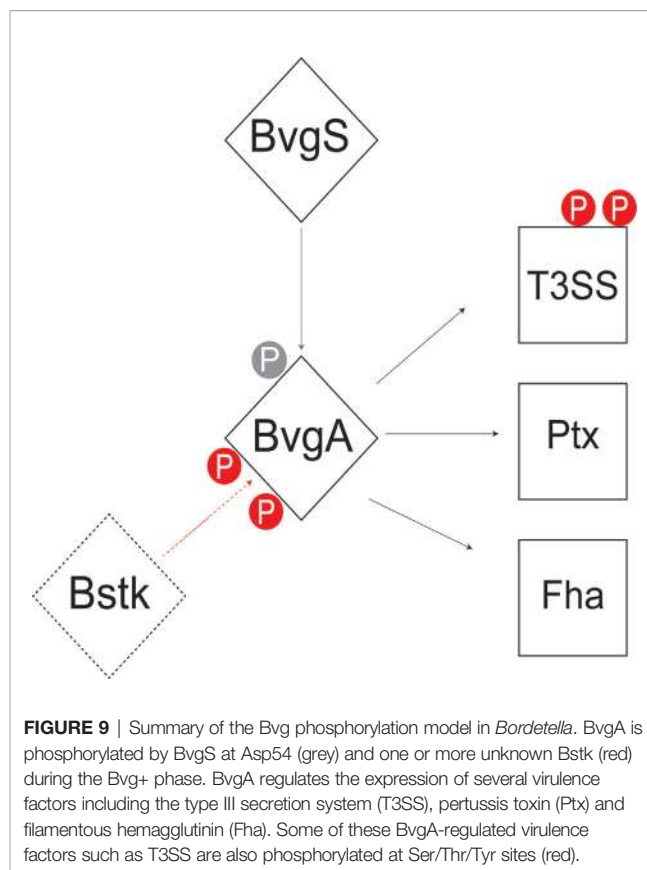 BvgS
P P
T3SS
P
BvgA
Ptx
P
P
Bstk
Fha
FIGURE 9 | Summary of the Bvg phosphorylation model in Bordetella. BvgA is
phosphorylated by BvgS at Asp54 (grey) and one or more unknown Bstk (red)
during the Bvg+ phase. BvgA regulates the expression of several virulence
factors including the type III secretion system (T3SS), pertussis toxin (Ptx) and
filamentous hemagglutinin (Fha). Some of these BvgA-regulated virulence
factors such as T3SS are also phosphorylated at Ser/Thr/Tyr sites (red).